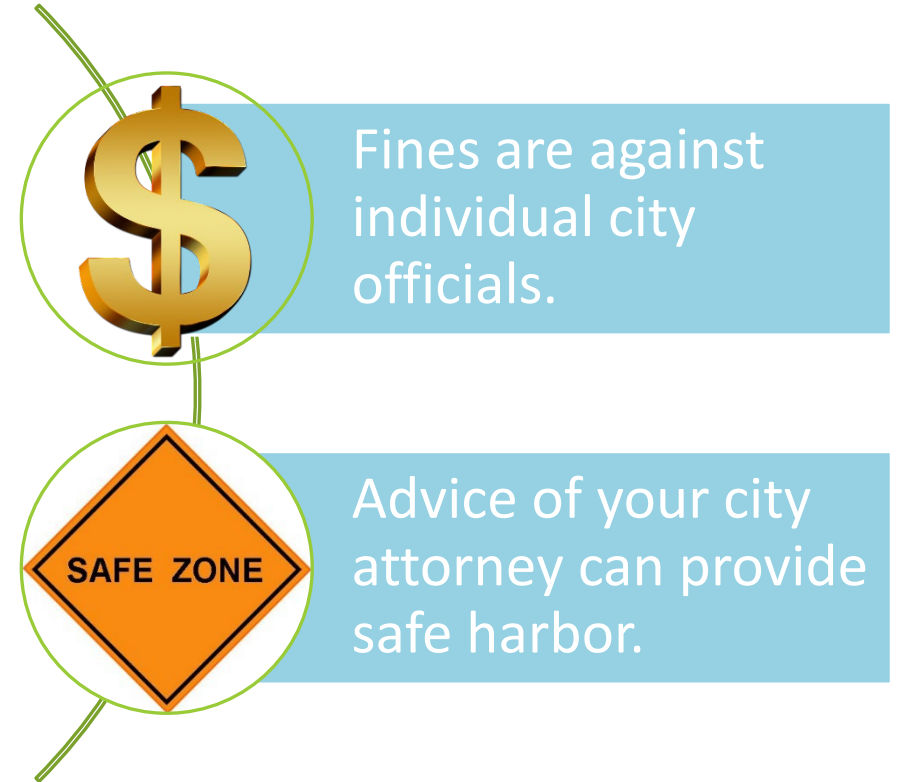 Fines are against
individual city
officials.
SAFE ZONE
Advice of your city
attorney can provide
safe harbor.